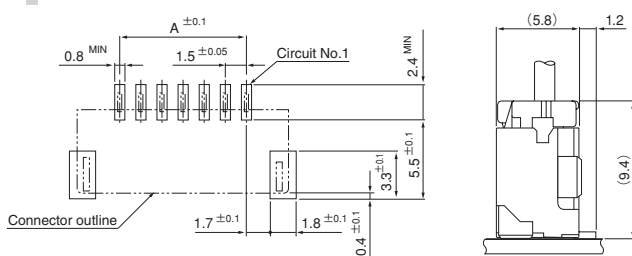 A ±0.1
0.8 MIN
1.5 ±0.05
Circuit No.1
2.4 MIN
5.5 ±0.1
3.3±0.1
Connector outline
1.7 ±0.1
1.8 ±0.1
0.4 ±0.1
(5.8)
1.2
(9.4)